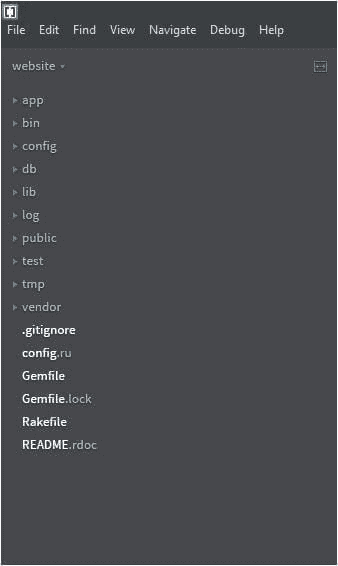 File Edit Find View Navigate Debug Help
website
app
bin
config
db
lib
log
public
test
tmp
vendor
.gitignore
config.ru
Gemfile
Gemfile.lock
Rakefile
README.rdoc